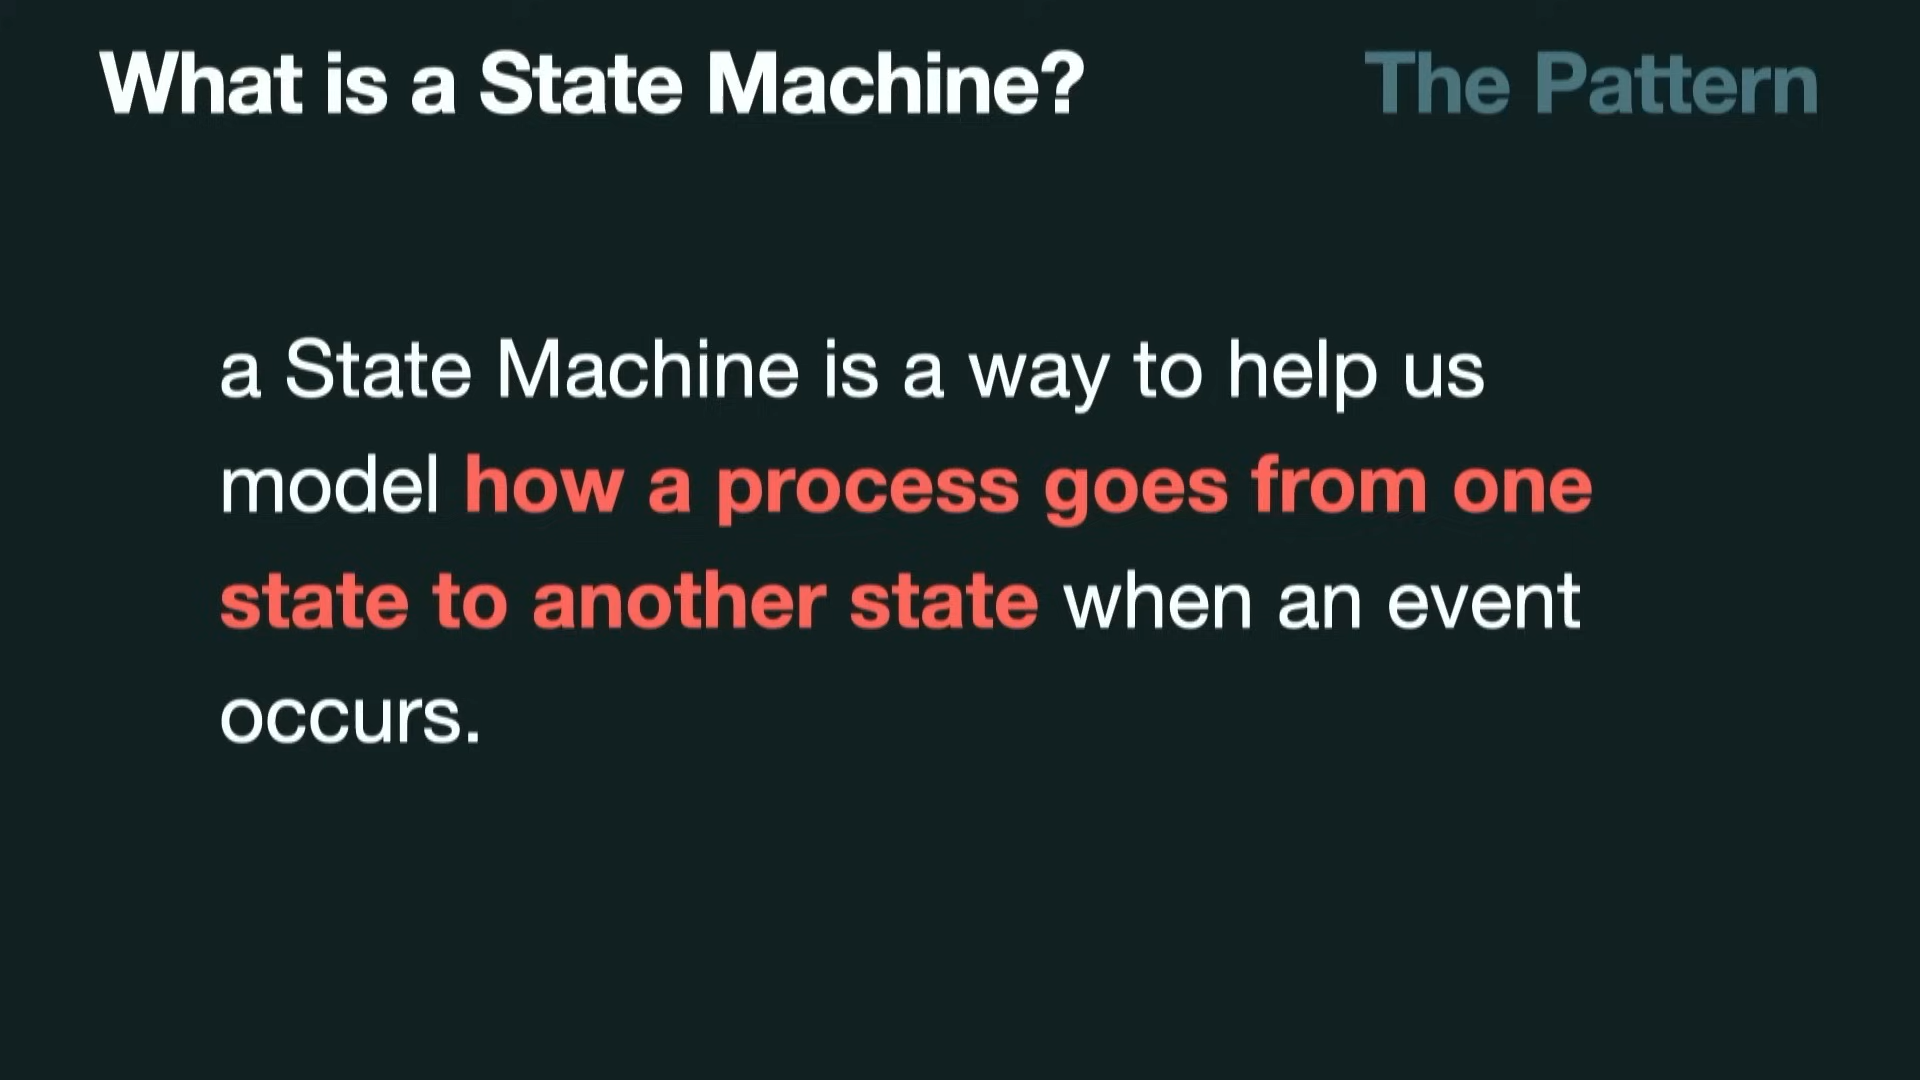 What is a State Machine?
The Pattern
a State Machine is a way to help us
model how a process goes from one
state to another state when an event
occurs.